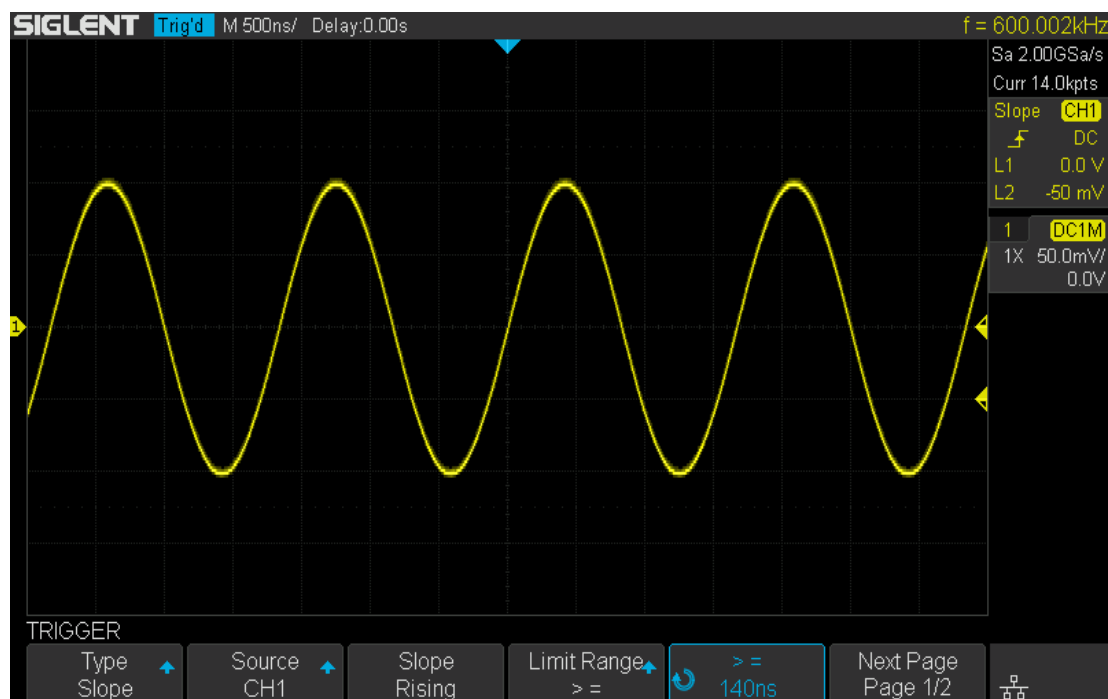 SIGLENT Trig'd M 500ns/ Delay:0.00s f = 600.002kHz
Sa 2.00GSa/s
Curr 14.0kpts
Slope CH1
DC
L1 0.0 V
L2 -50 mV
1 DC1M
1X 50.0mV/
0.0V
1
TRIGGER
Type Source Slope Limit Range > = Next Page
Slope CH1 Rising > = 140ns Page 1/2